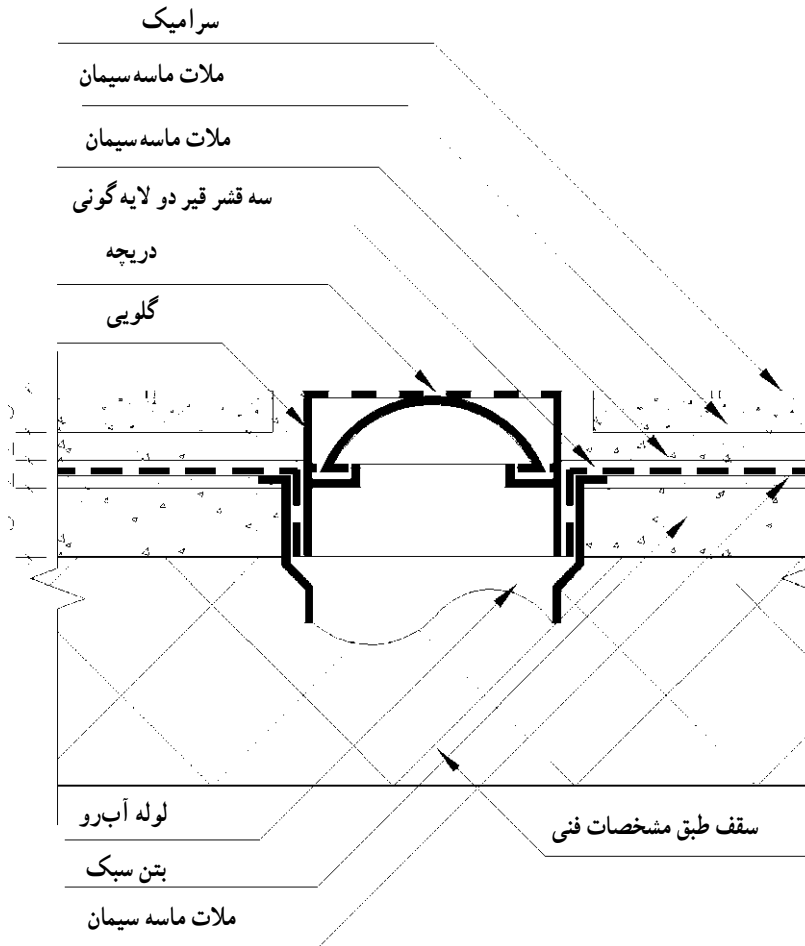 سرامیک
ملات ماسه سیمان
ملات ماسه سیمان
سه قشر قیر دو لایه گونی
دریچه
گلویی
لوله آب‌رو
سقف طبق مشخصات فنی
بتن سبک
ملات ماسه سیمان